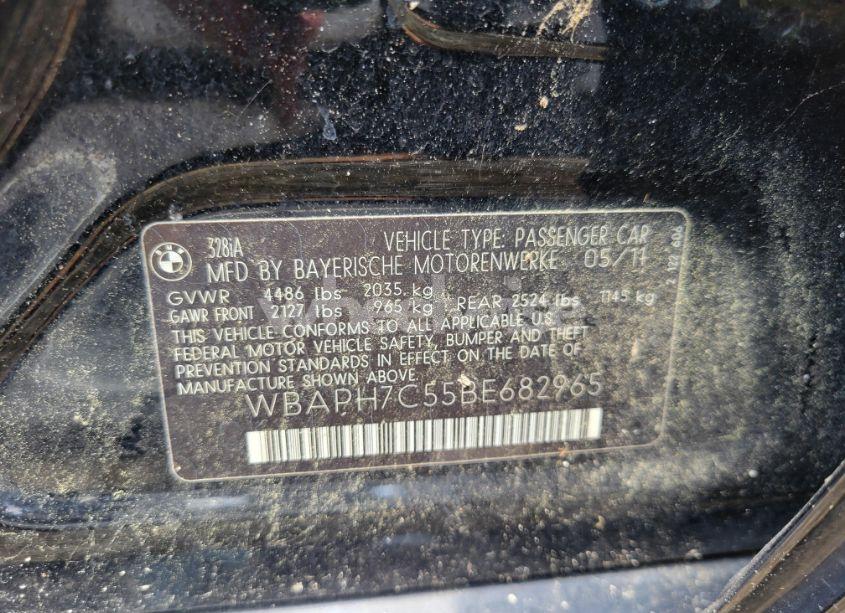 BMW
328iA
VEHICLE TYPE: PASSENGER CAR
MFD BY BAYERISCHE MOTORENWERKE 05/11
GVWR 4486 lbs 2035 kg
GAWR FRONT 2127 lbs 965 kg REAR 2524 lbs 1145 kg
THIS VEHICLE CONFORMS TO ALL APPLICABLE U.S.
FEDERAL MOTOR VEHICLE SAFETY, BUMPER AND THEFT
PREVENTION STANDARDS IN EFFECT ON THE DATE OF
MANUFACTURE SHOWN ABOVE.
WBAPH7C55BE682965